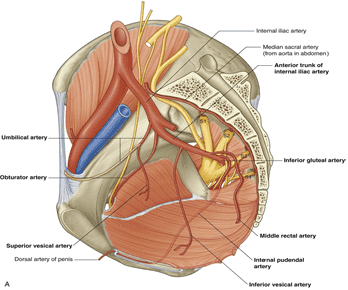 Internal iliac artery
Median sacral artery
(from aorta in abdomen)
Anterior trunk of
internal iliac artery
Umbilical artery
Obturator artery
Inferior gluteal artery
Superior vesical artery
Dorsal artery of penis
Middle rectal artery
Internal pudendal
artery
Inferior vesical artery
A
S1
S2